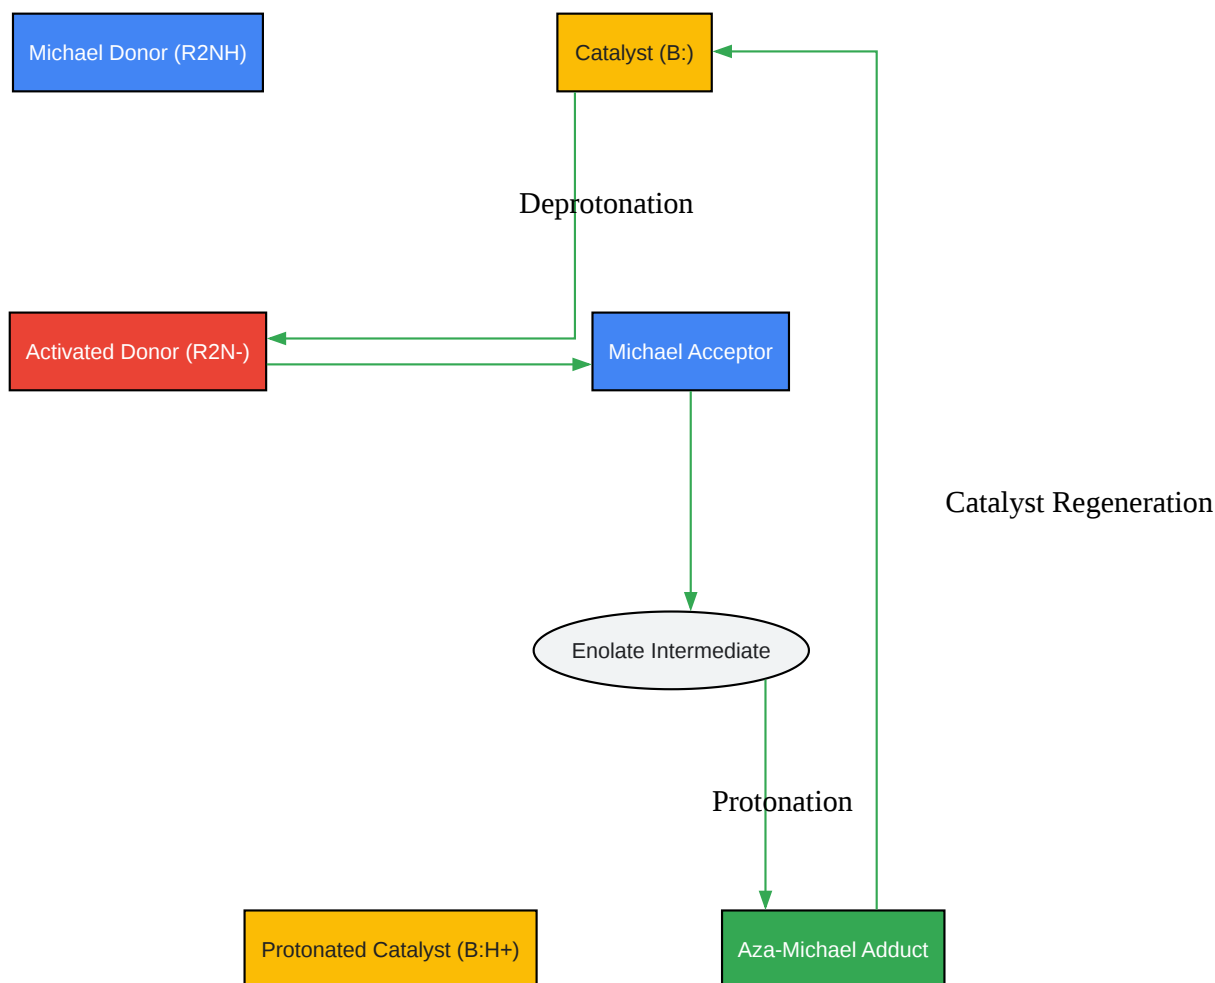 Michael Donor (R2NH)
Catalyst (B:)
Deprotonation
Activated Donor (R2N-)
Michael Acceptor
Catalyst Regeneration
Enolate Intermediate
Protonation
Protonated Catalyst (B:H+)
Aza-Michael Adduct